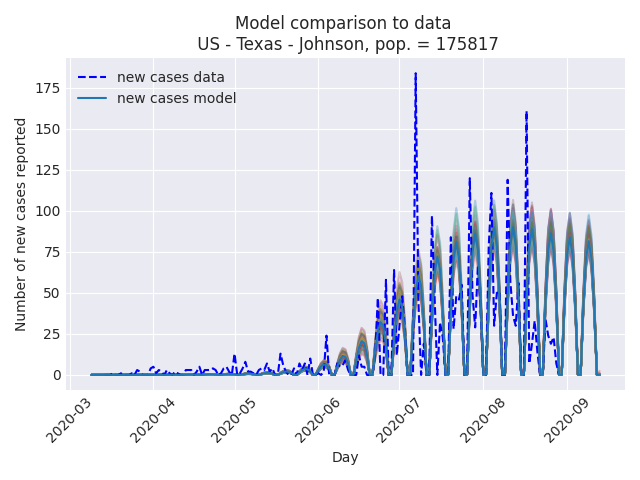 Model comparison to data
US - Texas - Johnson, pop. = 175817
new cases data
new cases model
Number of new cases reported
175
150
125
100
75
50
25
0
2020-03
2020-04
2020-05
2020-06
2020-07
2020-08
2020-09
Day